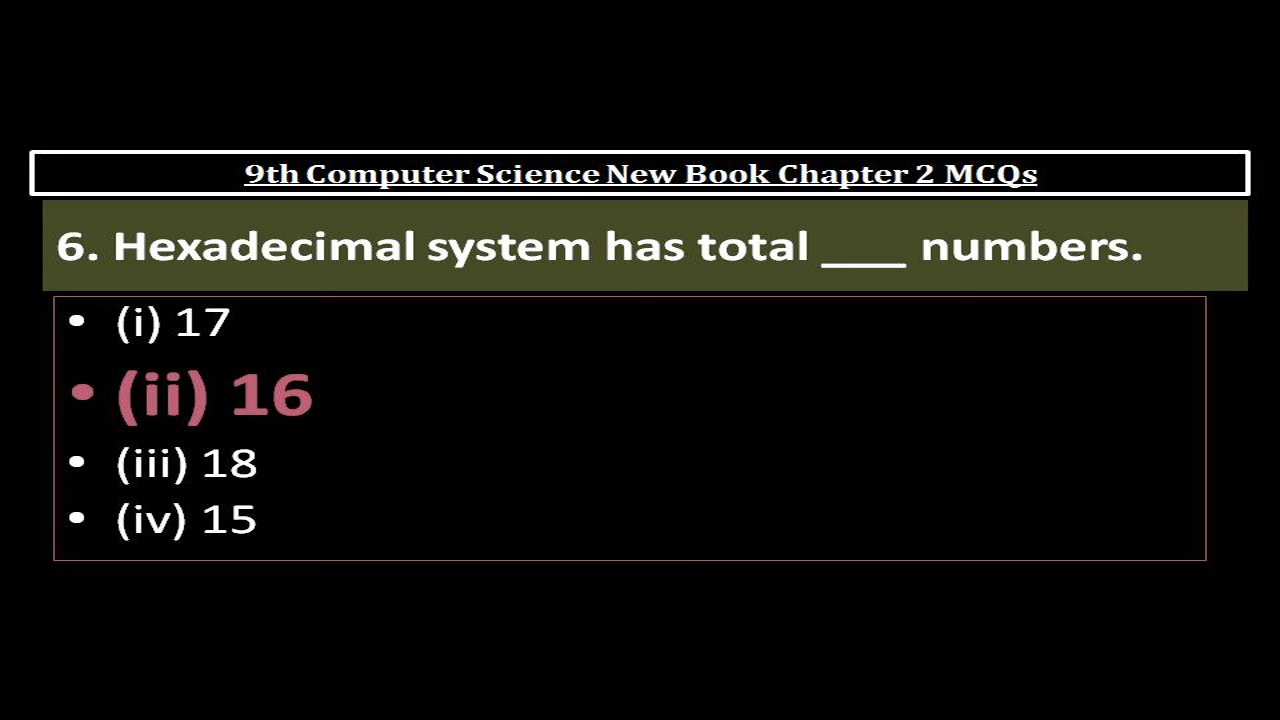 9th Computer Science New Book Chapter 2 MCQs
6. Hexadecimal system has total ____ numbers.
• (i) 17
• (ii) 16
• (iii) 18
• (iv) 15